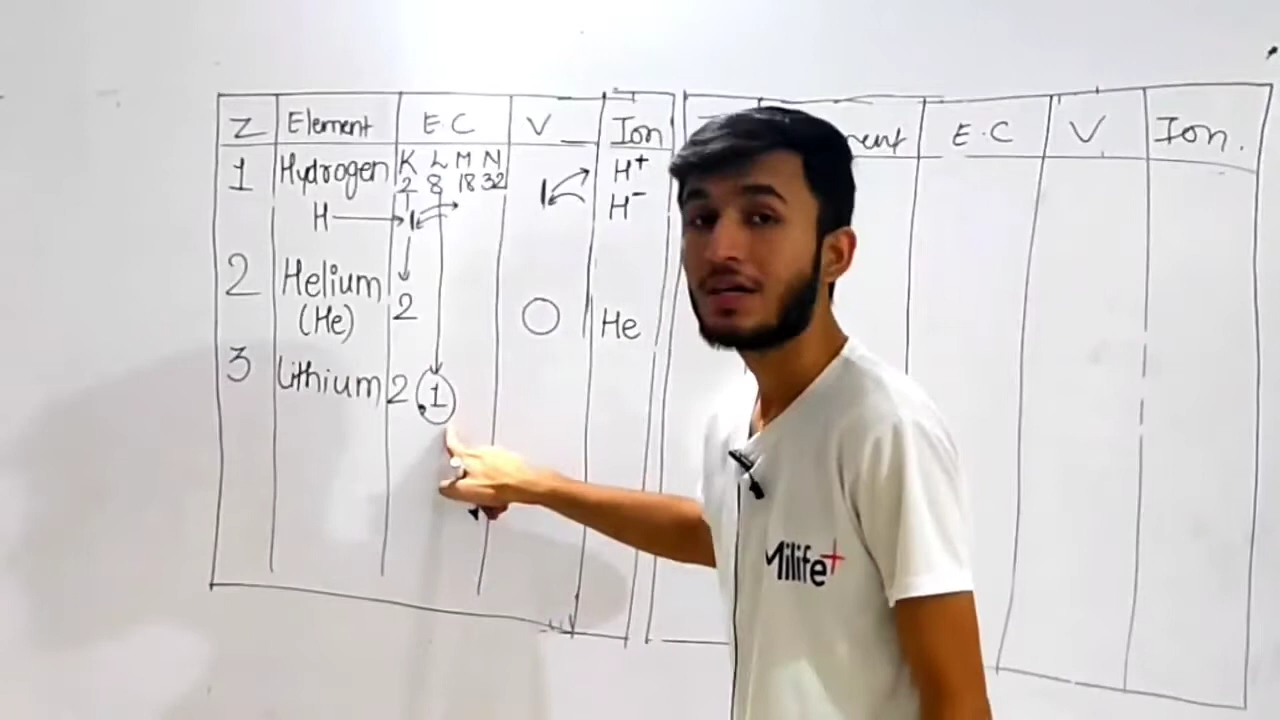 Z Element E.C V Ion
1 Hydrogen K L M N H+
2 8 18 32
H → 1 1 H-
2 Helium
(He) 2 0 He
3 Lithium 2 1
E.C V Ion.
Milife+